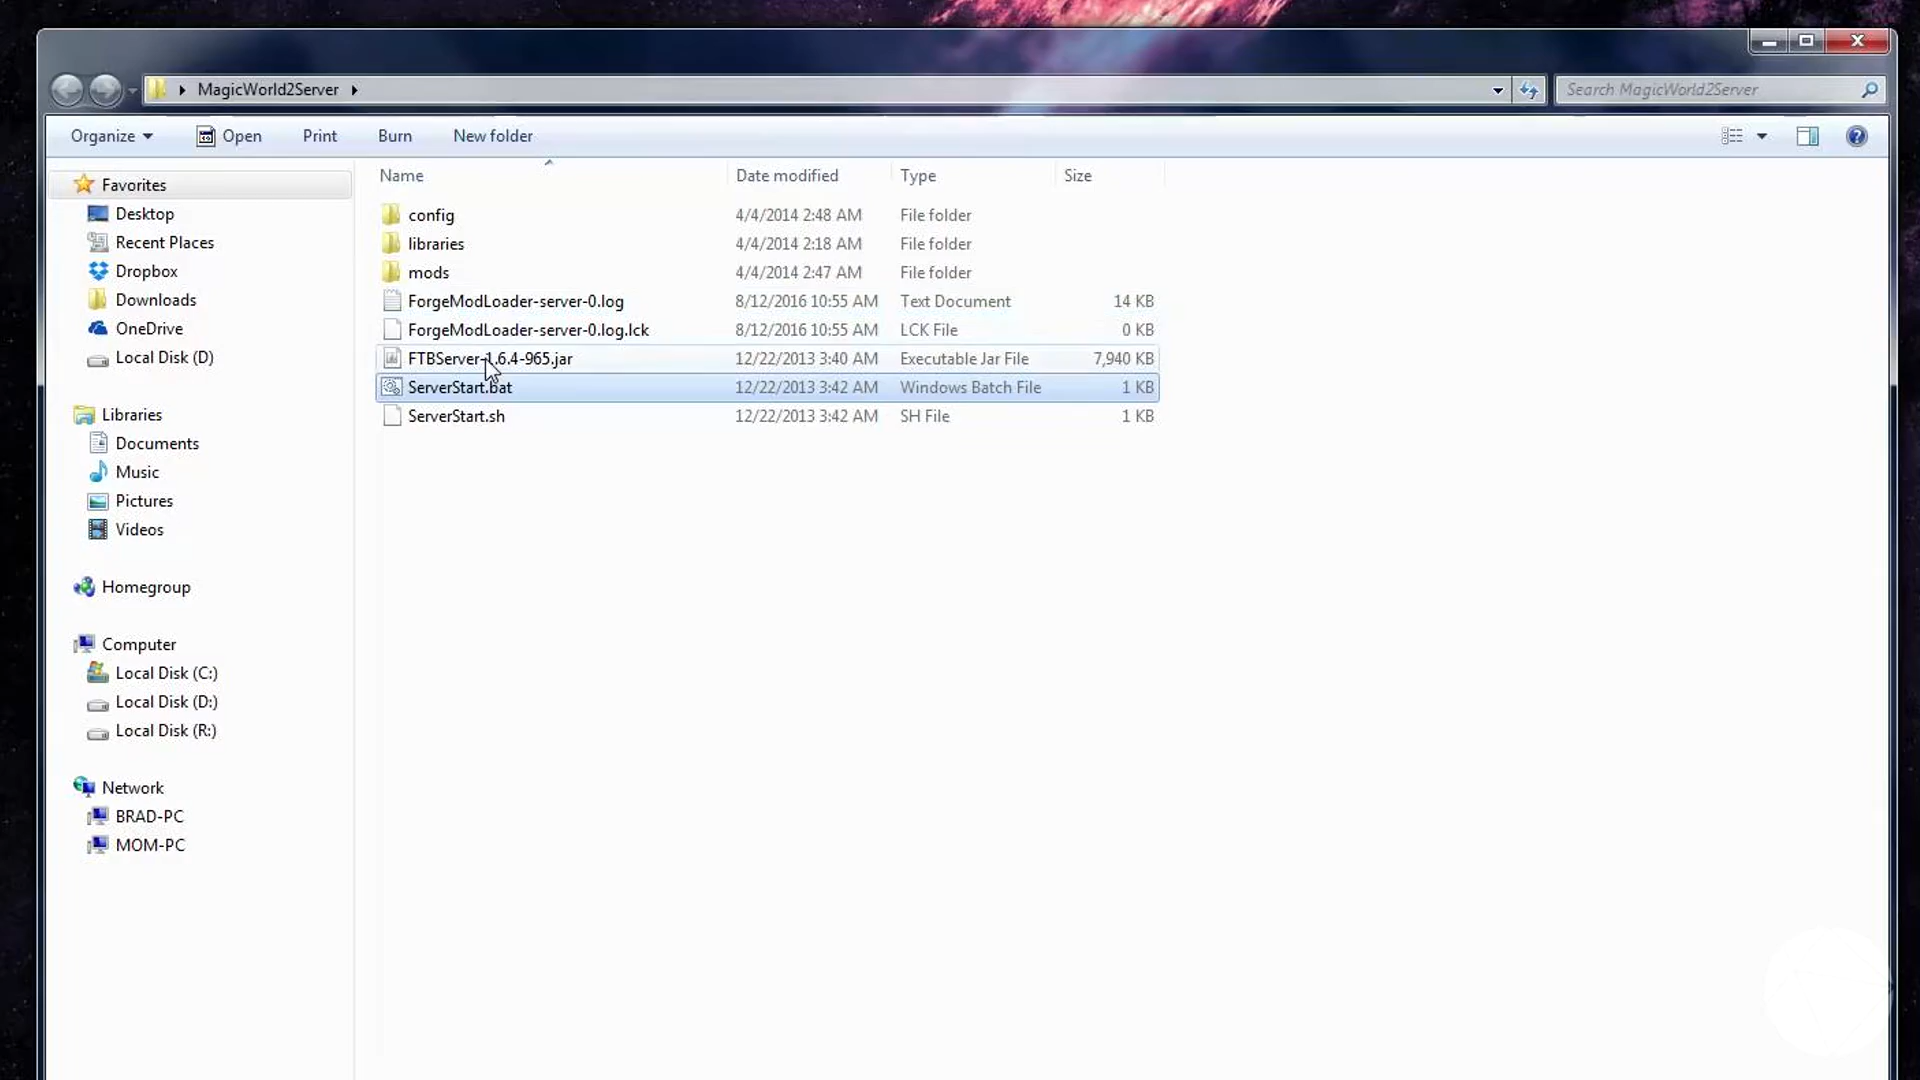 MagicWorld2Server
Search MagicWorld2Server
Organize Open Print Burn New folder
Name Date modified Type Size
Favorites
Desktop
Recent Places
Dropbox
Downloads
OneDrive
Local Disk (D)
Libraries
Documents
Music
Pictures
Videos
Homegroup
Computer
Local Disk (C:)
Local Disk (D:)
Local Disk (R:)
Network
BRAD-PC
MOM-PC
config 4/4/2014 2:48 AM File folder
libraries 4/4/2014 2:18 AM File folder
mods 4/4/2014 2:47 AM File folder
ForgeModLoader-server-0.log 8/12/2016 10:55 AM Text Document 14 KB
ForgeModLoader-server-0.log.lck 8/12/2016 10:55 AM LCK File 0 KB
FTBServer-1.6.4-965.jar 12/22/2013 3:40 AM Executable Jar File 7,940 KB
ServerStart.bat 12/22/2013 3:42 AM Windows Batch File 1 KB
ServerStart.sh 12/22/2013 3:42 AM SH File 1 KB